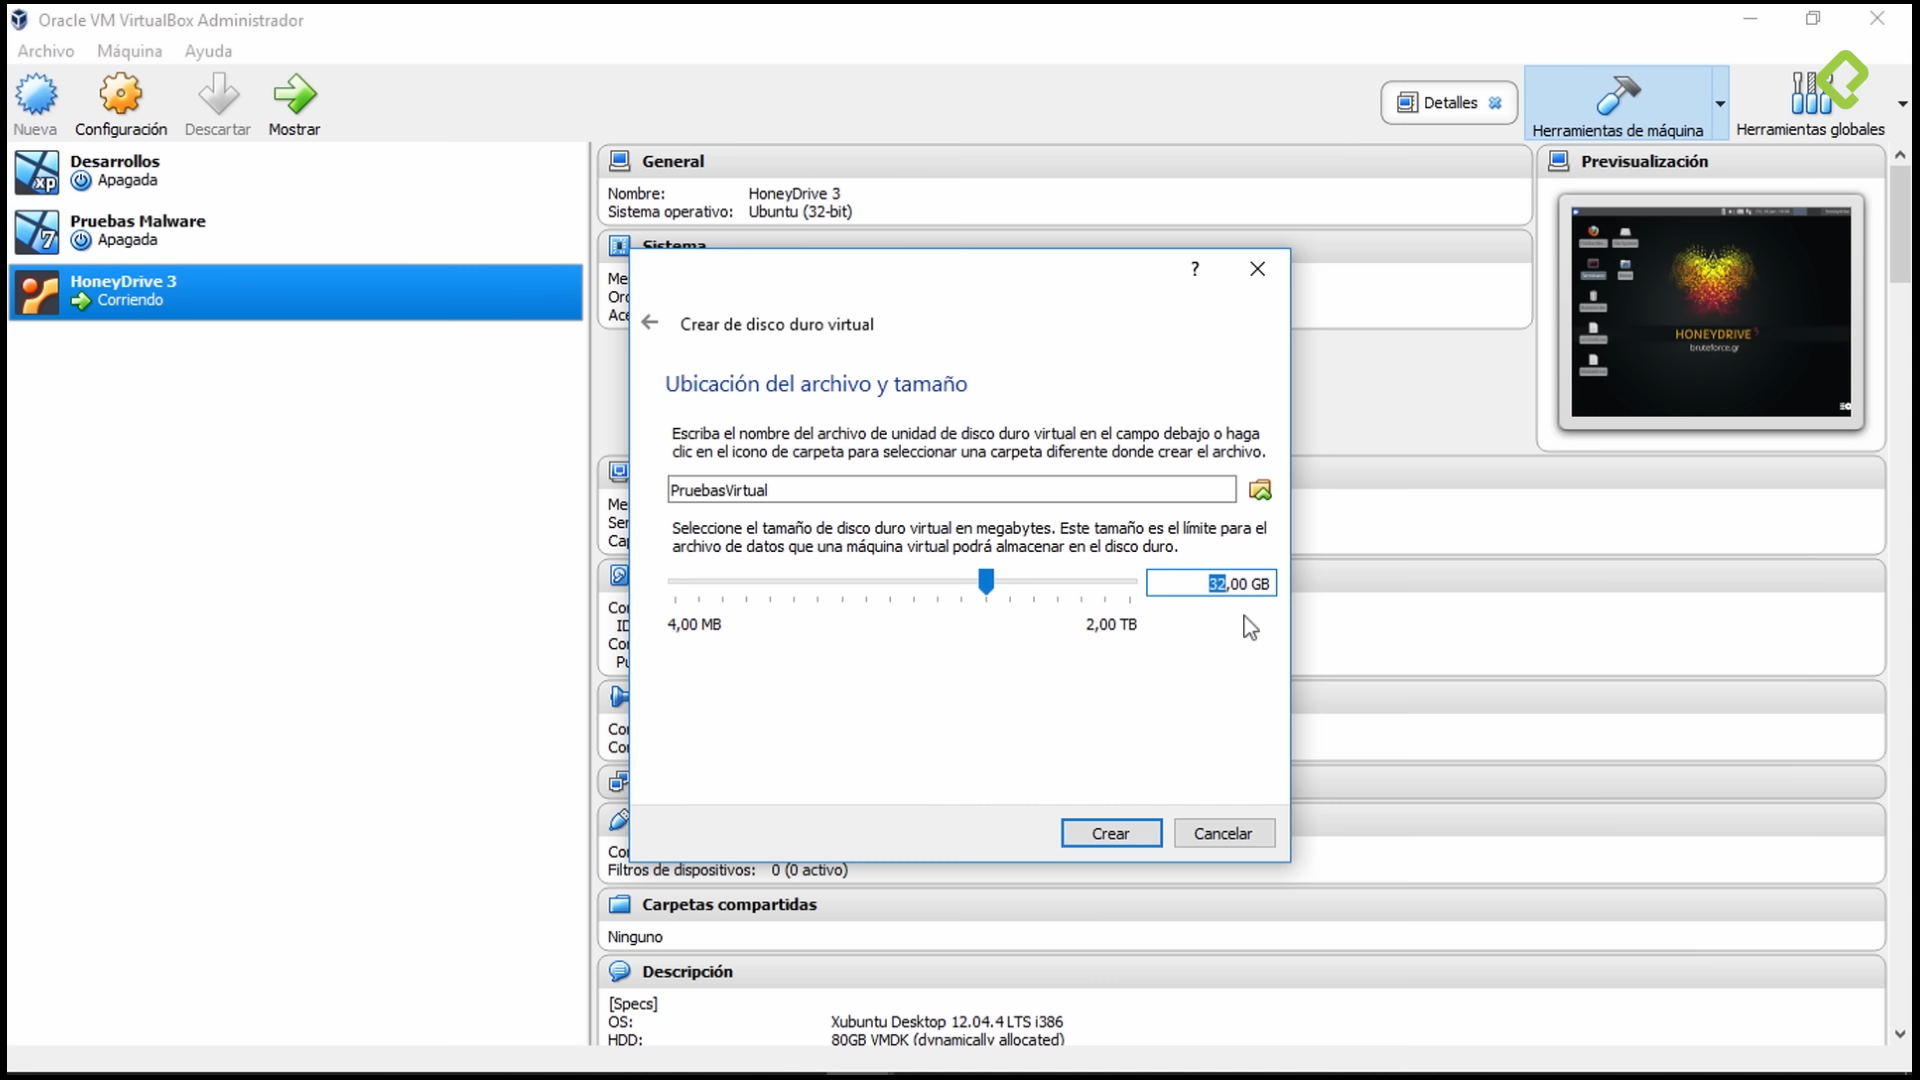 Oracle VM VirtualBox Administrador
Archivo Máquina Ayuda
Nueva Configuración Descartar Mostrar
Detalles
Herramientas de máquina
Herramientas globales
Desarrollos
Apagada
Pruebas Malware
Apagada
HoneyDrive 3
Corriendo
General
Nombre: HoneyDrive 3
Sistema operativo: Ubuntu (32-bit)
Sistema
Previsualización
HONEYDRIVE
bruteforce.gr
?
Crear de disco duro virtual
Ubicación del archivo y tamaño
Escriba el nombre del archivo de unidad de disco duro virtual en el campo debajo o haga
clic en el icono de carpeta para seleccionar una carpeta diferente donde crear el archivo.
PruebasVirtual
Seleccione el tamaño de disco duro virtual en megabytes. Este tamaño es el límite para el
archivo de datos que una máquina virtual podrá almacenar en el disco duro.
32,00 GB
4,00 MB 2,00 TB
Crear Cancelar
Filtros de dispositivos: 0 (0 activo)
Carpetas compartidas
Ninguno
Descripción
[Specs]
OS: Xubuntu Desktop 12.04.4 LTS i386
HDD: 80GB VMDK (dynamically allocated)